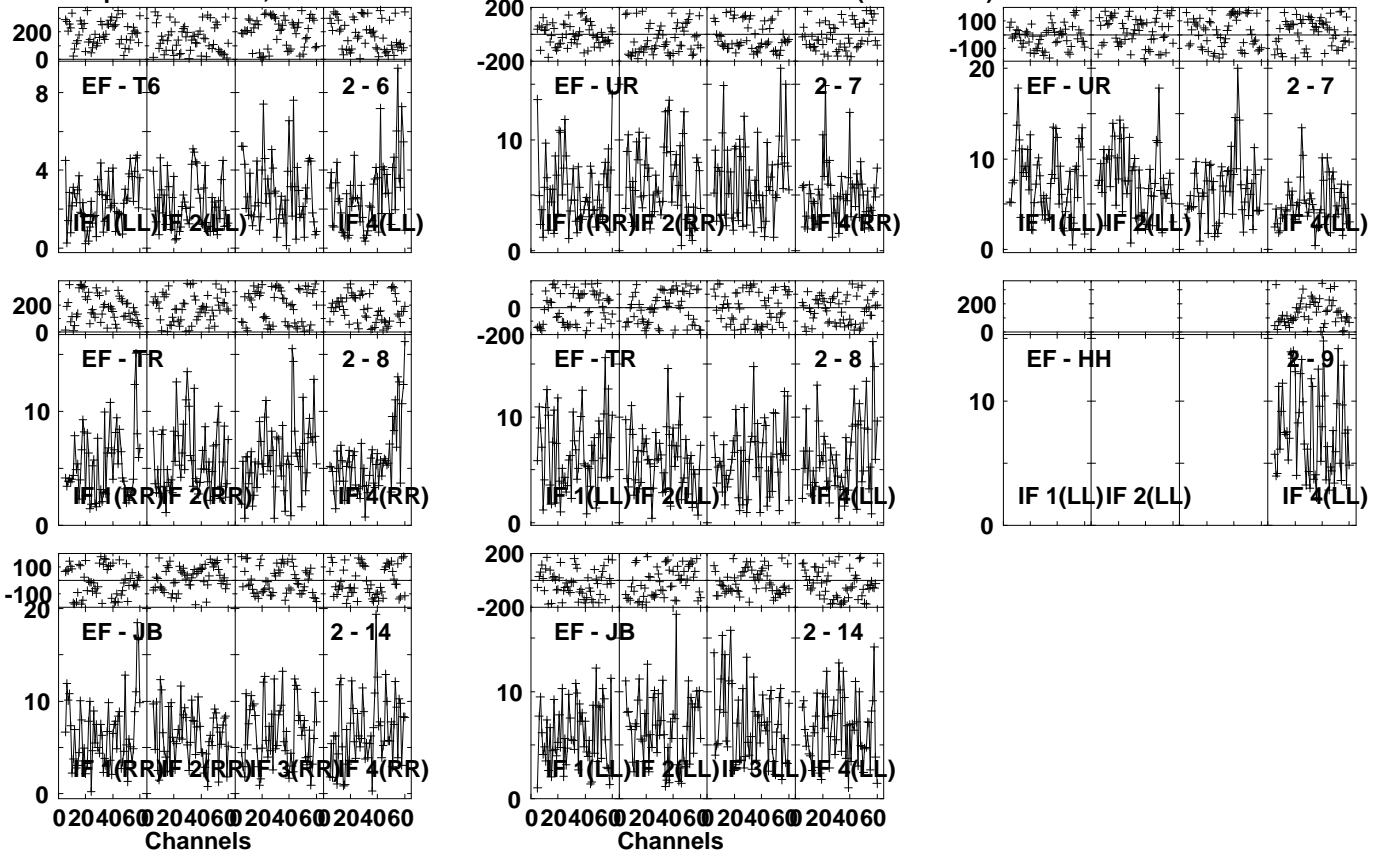 200
0
8
4
0
EF - T6
2 - 6
IF 1(LL) IF 2(LL) IF 4(LL)
200
-200
10
0
EF - UR
2 - 7
IF 1(RR) IF 2(RR) IF 4(RR)
100
-100
20
10
0
EF - UR
2 - 7
IF 1(LL) IF 2(LL) IF 4(LL)
200
0
10
0
EF - TR
2 - 8
IF 1(RR) IF 2(RR) IF 4(RR)
0
-200
10
0
EF - TR
2 - 8
IF 1(LL) IF 2(LL) IF 4(LL)
200
0
10
0
EF - HH
2 - 9
IF 1(LL) IF 2(LL) IF 4(LL)
100
-100
20
10
0
EF - JB
2 - 14
IF 1(RR) IF 2(RR) IF 3(RR) IF 4(RR)
0 20 40 60 0 20 40 60 0 20 40 60 0 20 40 60
Channels
200
-200
10
0
EF - JB
2 - 14
IF 1(LL) IF 2(LL) IF 3(LL) IF 4(LL)
0 20 40 60 0 20 40 60 0 20 40 60 0 20 40 60
Channels